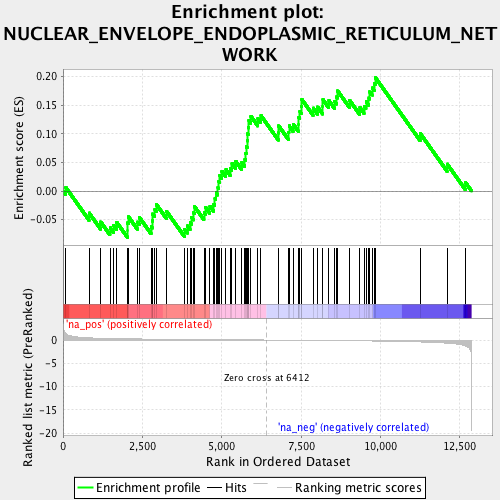 Enrichment plot:
NUCLEAR_ENVELOPE_ENDOPLASMIC_RETICULUM_NET
WORK
Enrichment score (ES)
0.20
0.15
0.10
0.05
0.00
-0.05
'na_pos' (positively correlated)
Ranked list metric (PreRanked)
0
-5
-10
-15
-20
Zero cross at 6412
'na_neg' (negatively correlated)
0
2,500
5,000
7,500
10,000
12,500
Rank in Ordered Dataset
Enrichment profile
Hits
Ranking metric scores